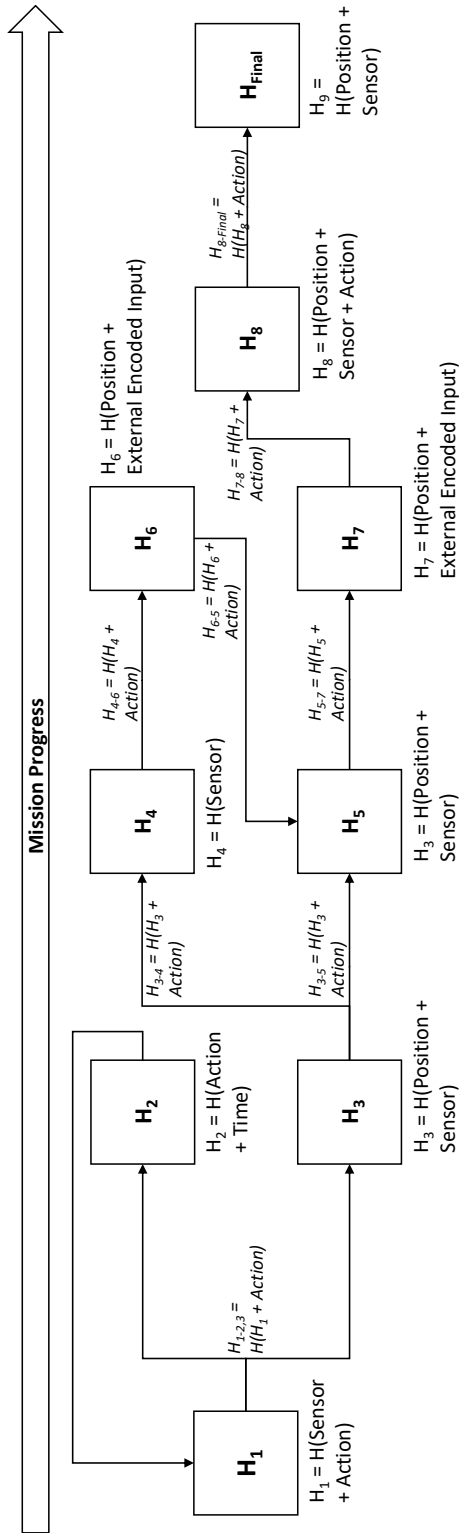 Mission Progress
H1
H1 = H(Sensor
+ Action)
H1-2,3 =
H(H1 + Action)
H2
H2 = H(Action
+ Time)
H3
H3 = H(Position +
Sensor)
H3-4 = H(H3 +
Action)
H3-5 = H(H3 +
Action)
H4
H4 = H(Sensor)
H5
H3 = H(Position +
Sensor)
H4-6 = H(H4 +
Action)
H6-5 = H(H6 +
Action)
H5-7 = H(H5 +
Action)
H6
H6 = H(Position +
External Encoded Input)
H7
H7 = H(Position +
External Encoded Input)
H7-8 = H(H7 +
Action)
H8
H8 = H(Position +
Sensor + Action)
H8-Final =
H(H8 + Action)
HFinal
H9 =
H(Position +
Sensor)